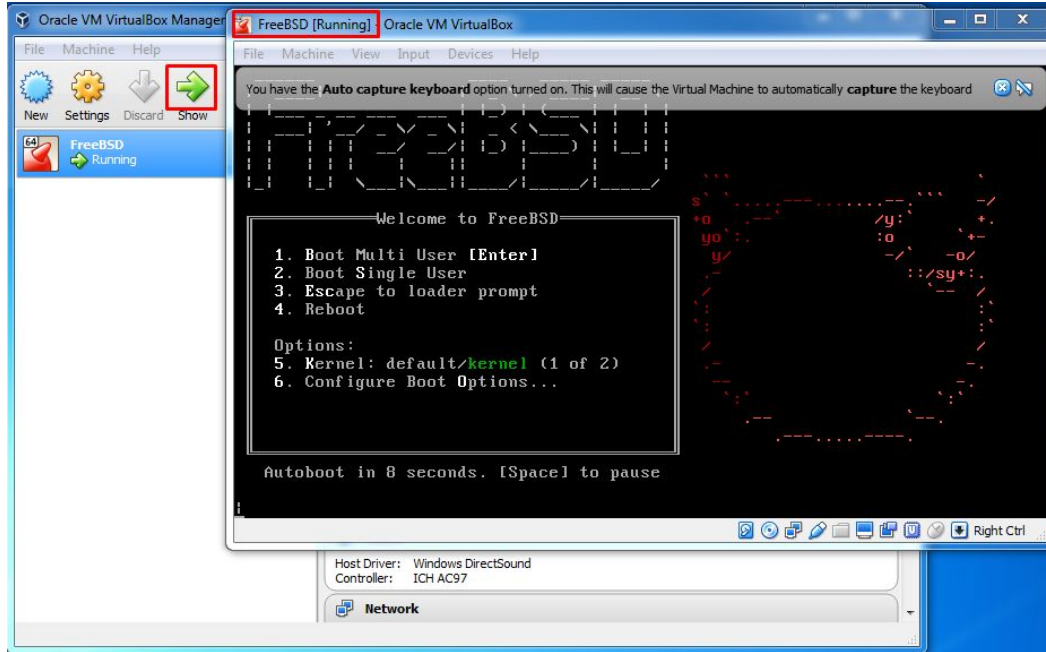 Oracle VM VirtualBox Manager
File Machine Help
New Settings Discard Show
64
FreeBSD
Running
FreeBSD [Running] - Oracle VM VirtualBox
File Machine View Input Devices Help
You have the Auto capture keyboard option turned on. This will cause the Virtual Machine to automatically capture the keyboard
FreeBSD
Welcome to FreeBSD
1. Boot Multi User [Enter]
2. Boot Single User
3. Escape to loader prompt
4. Reboot
Options:
5. Kernel: default/kernel (1 of 2)
6. Configure Boot Options...
Autoboot in 8 seconds. [Space] to pause
Right Ctrl
Host Driver: Windows DirectSound
Controller: ICH AC97
Network